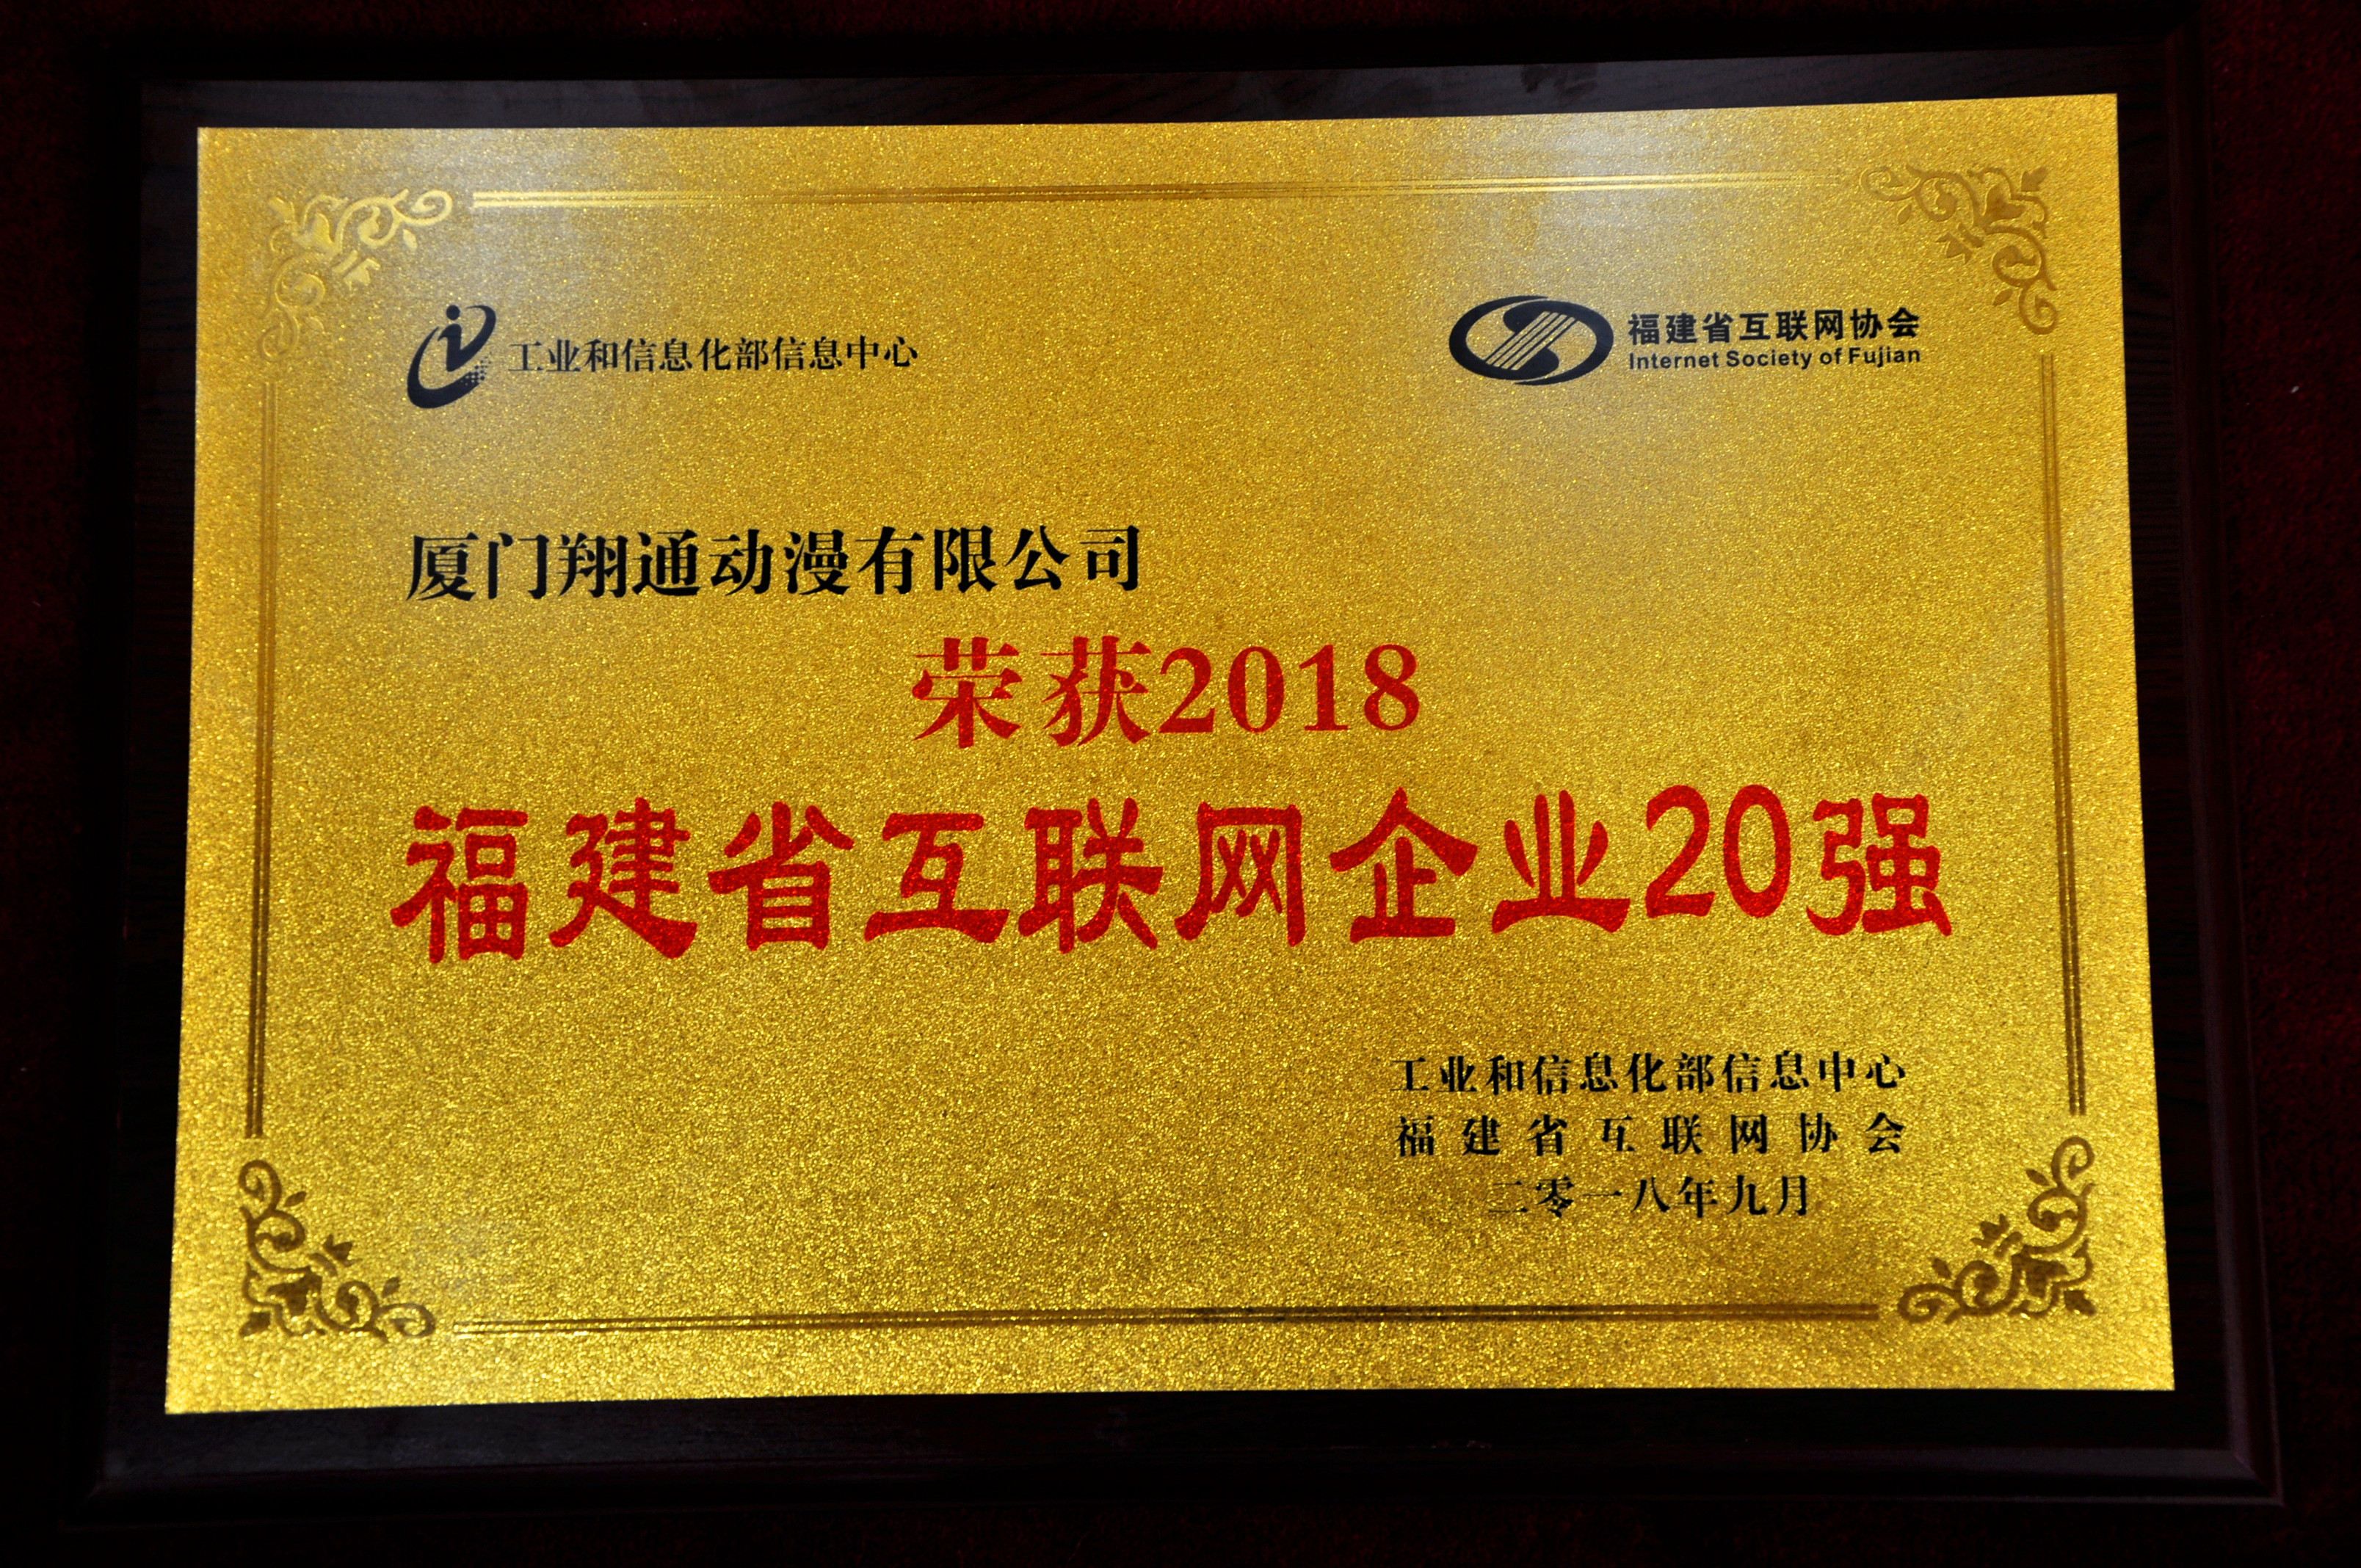 工业和信息化部信息中心
福建省互联网协会
Internet Society of Fujian
厦门翔通动漫有限公司
荣获2018
福建省互联网企业20强
工业和信息化部信息中心
福建省互联网协会
二零一八年九月